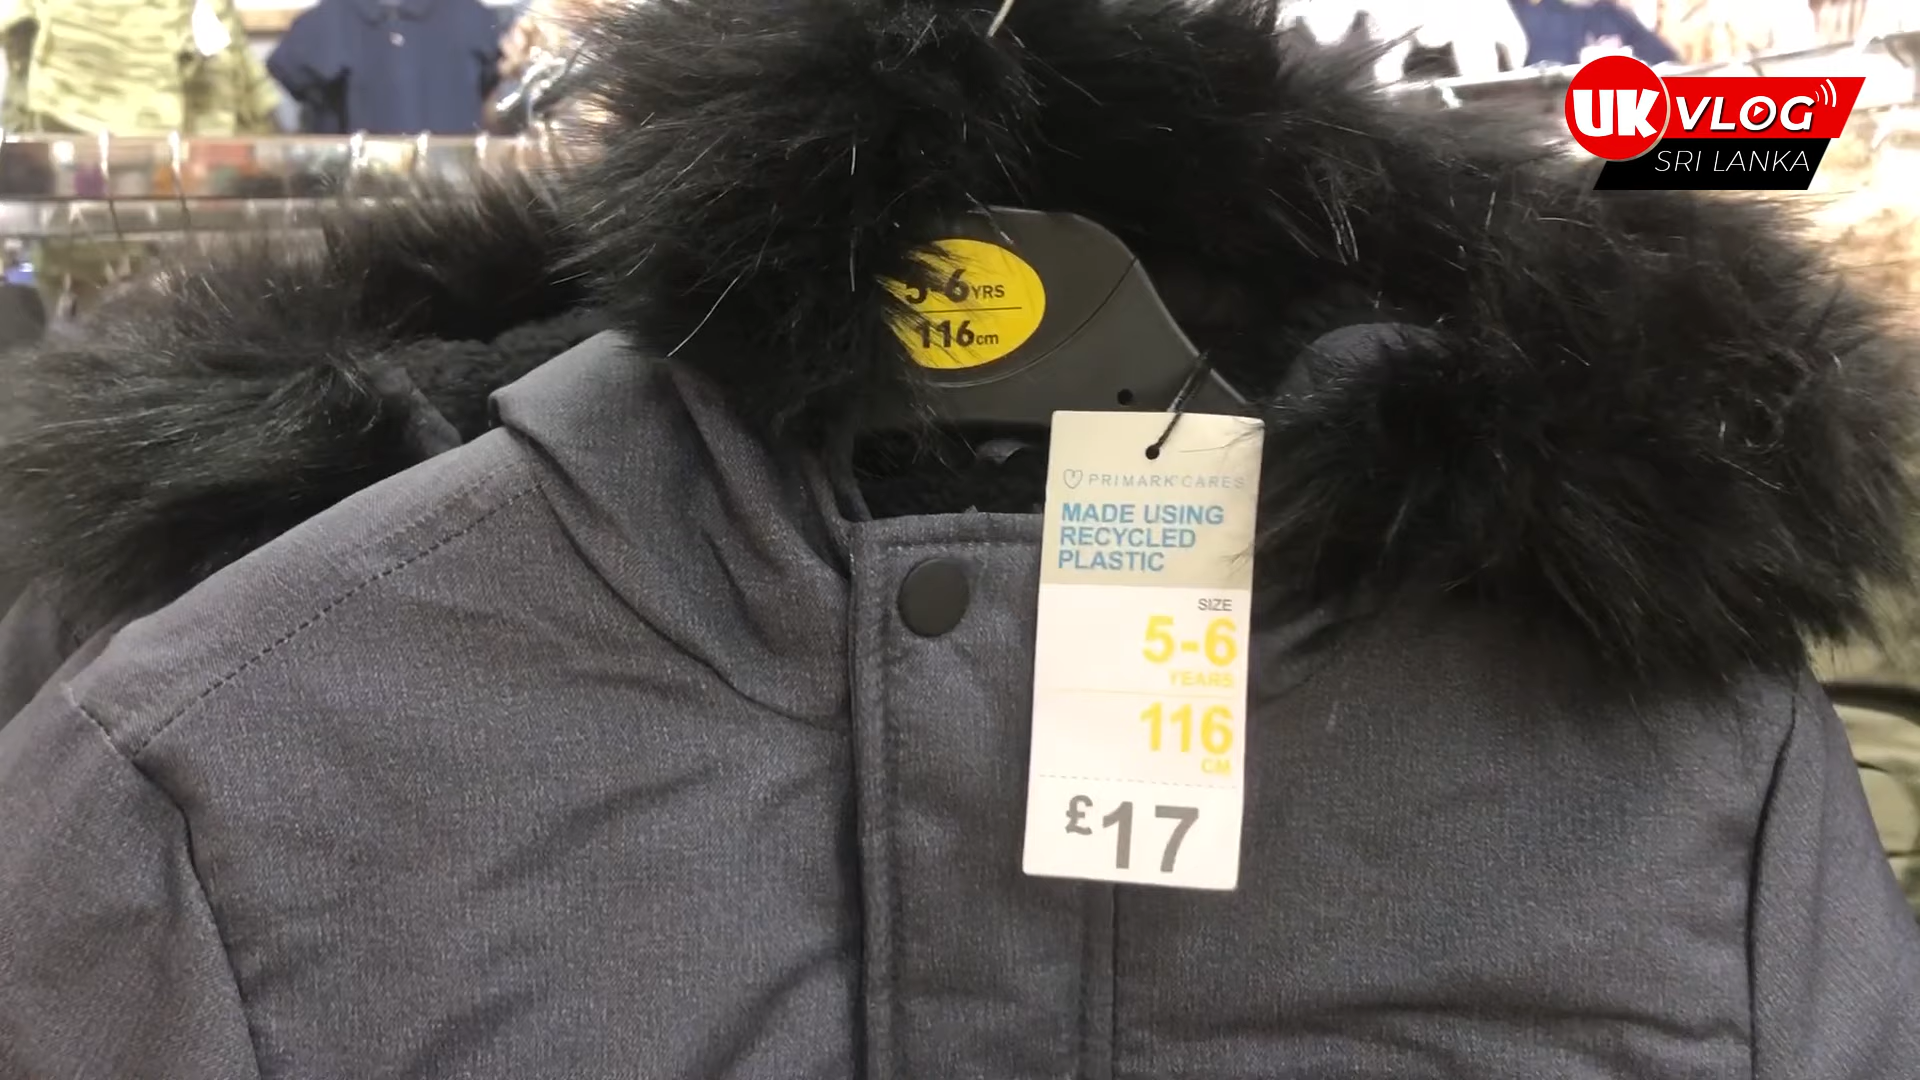 UK VLOG
SRI LANKA
5-6 YRS
116cm
PRIMARK CARES
MADE USING
RECYCLED
PLASTIC
SIZE
5-6
YEARS
116
CM
£17